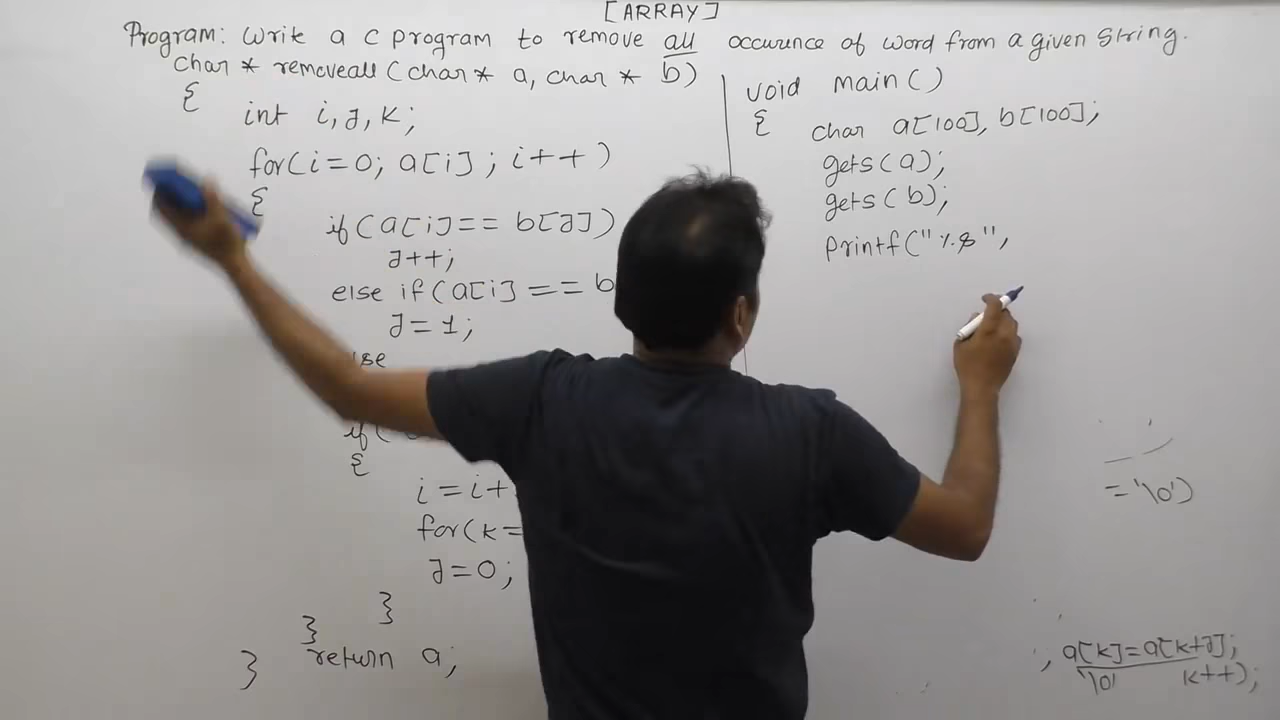 [ARRAY]
Program: Write a C program to remove all occurence of word from a given string.
char * removeall (char * a, char * b)
{
int i, J, K;
for(i=0; a[i] ; i++)
{
if(a[i]== b[J])
J++;
else if(a[i] == b
J=1;
if(
{
i=i+
for(k=
J=0;
}
}
return a;
}
void main()
{
char a[100], b[100];
gets(a);
gets(b);
printf("%s",
='\0')
; a[k]=a[k+J];
'\0' k++);